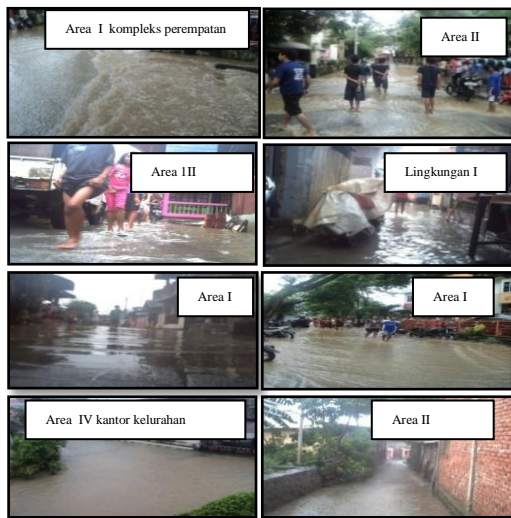 Area I kompleks perempatan
Area II
Area 1II
Lingkungan I
Area I
Area I
Area IV kantor kelurahan
Area II